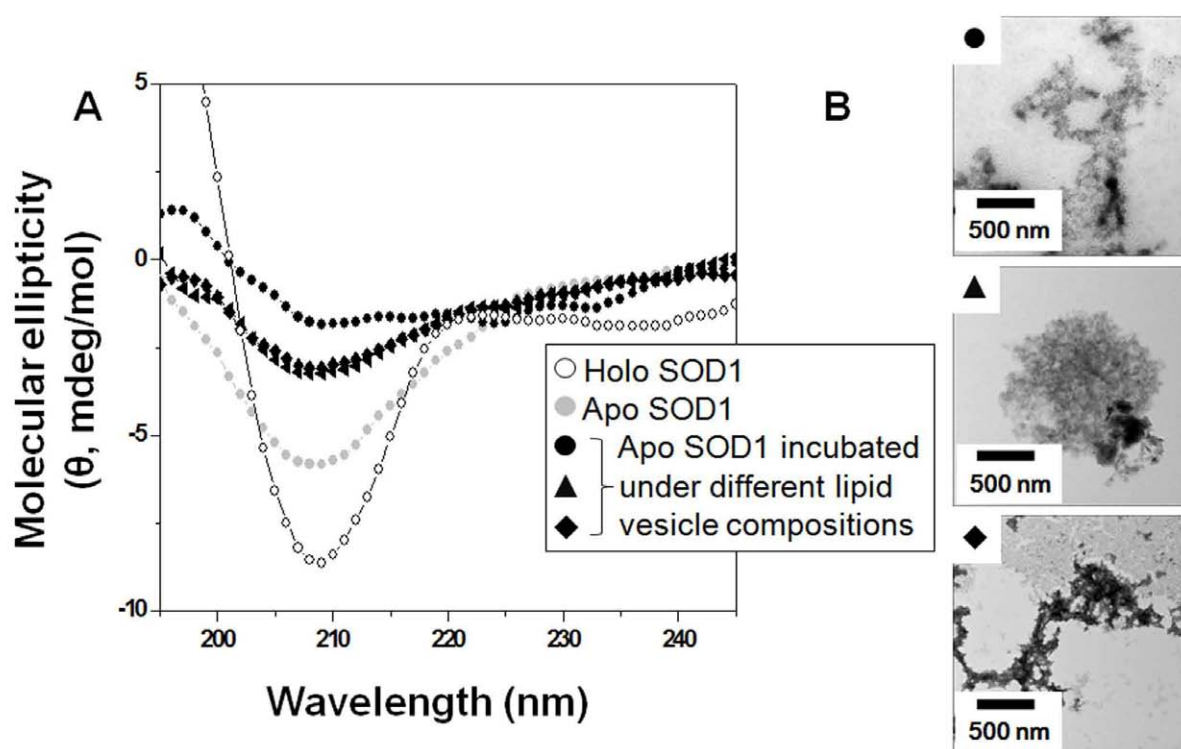 A
B
Molecular ellipticity
(θ, mdeg/mol)
5
0
-5
-10
200
210
220
230
240
Wavelength (nm)
Holo SOD1
Apo SOD1
Apo SOD1 incubated
under different lipid
vesicle compositions
500 nm
500 nm
500 nm